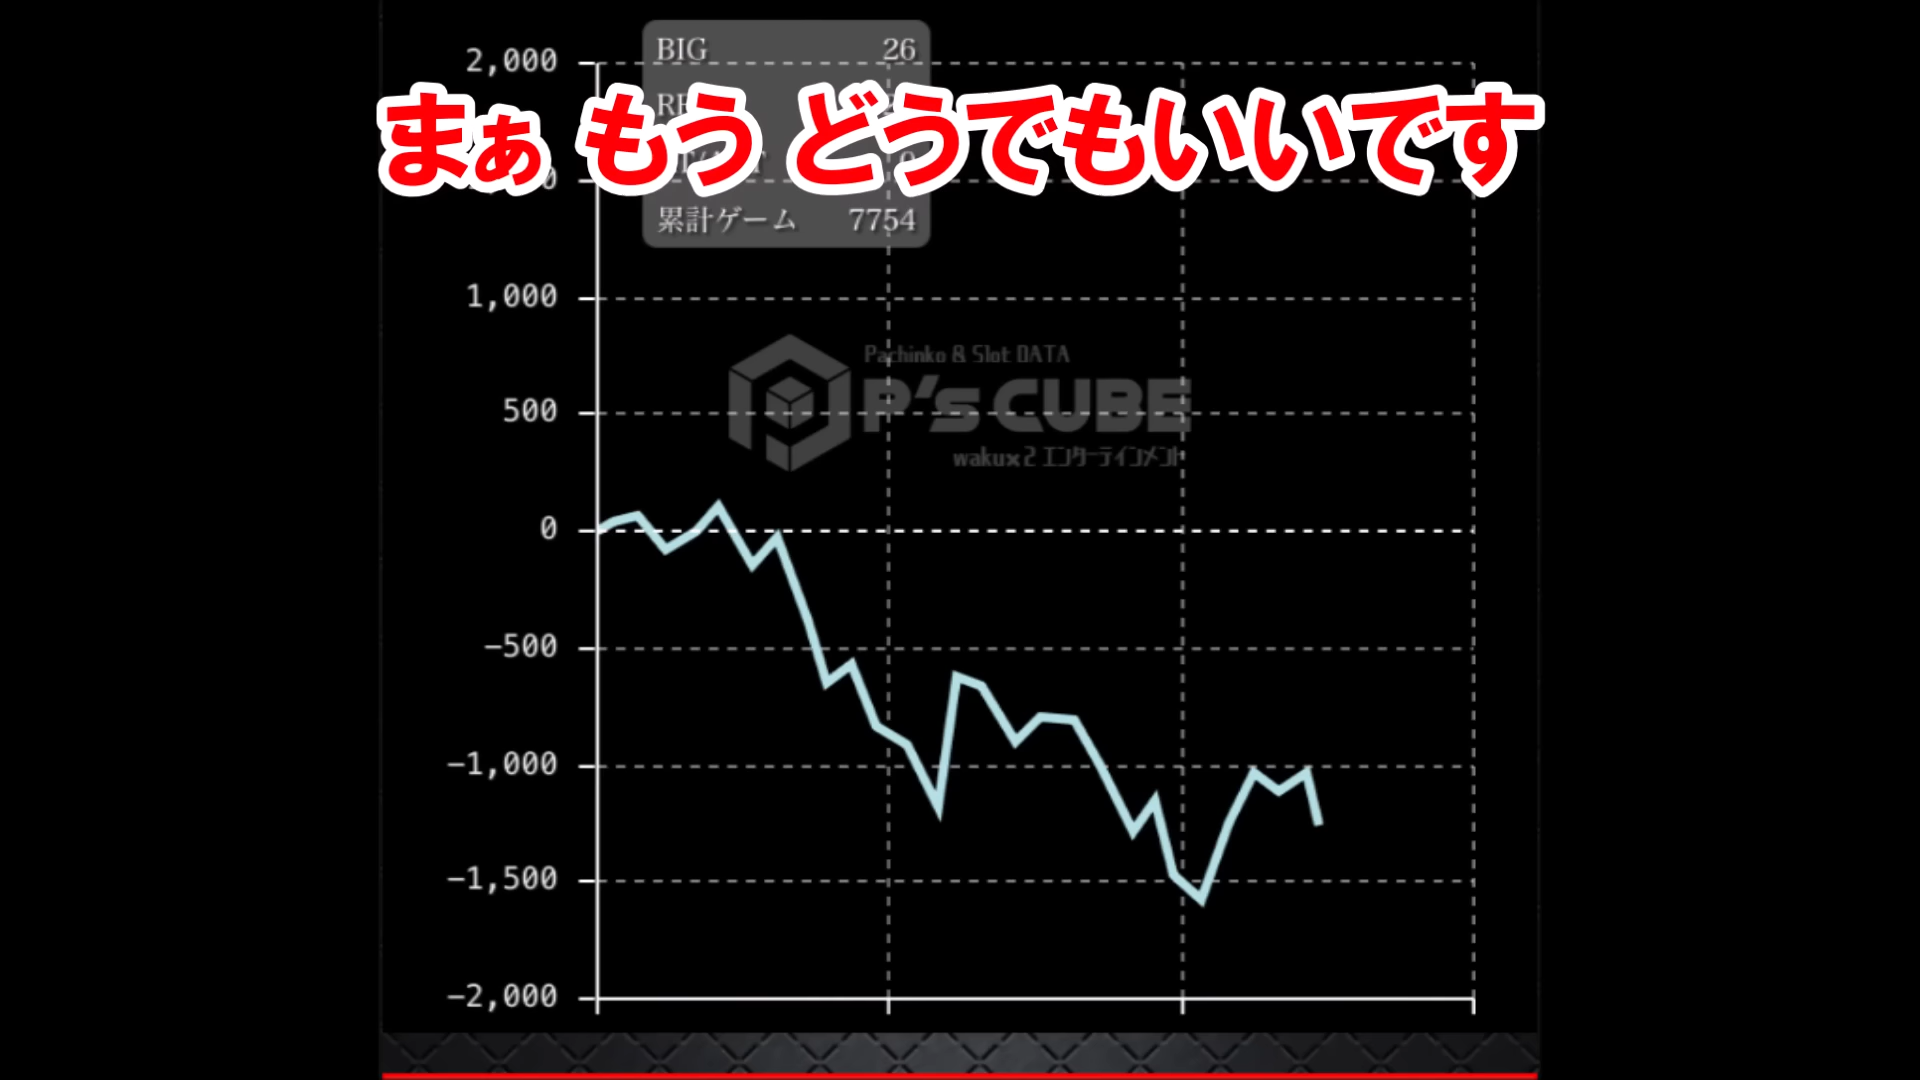 2,000
BIG 26
まぁ もう どうでもいいです
累計ゲーム 7754
1,000
Pachinko & Slot DATA
P's CUBE
waku×2 エンターテインメント
500
0
−500
−1,000
−1,500
−2,000